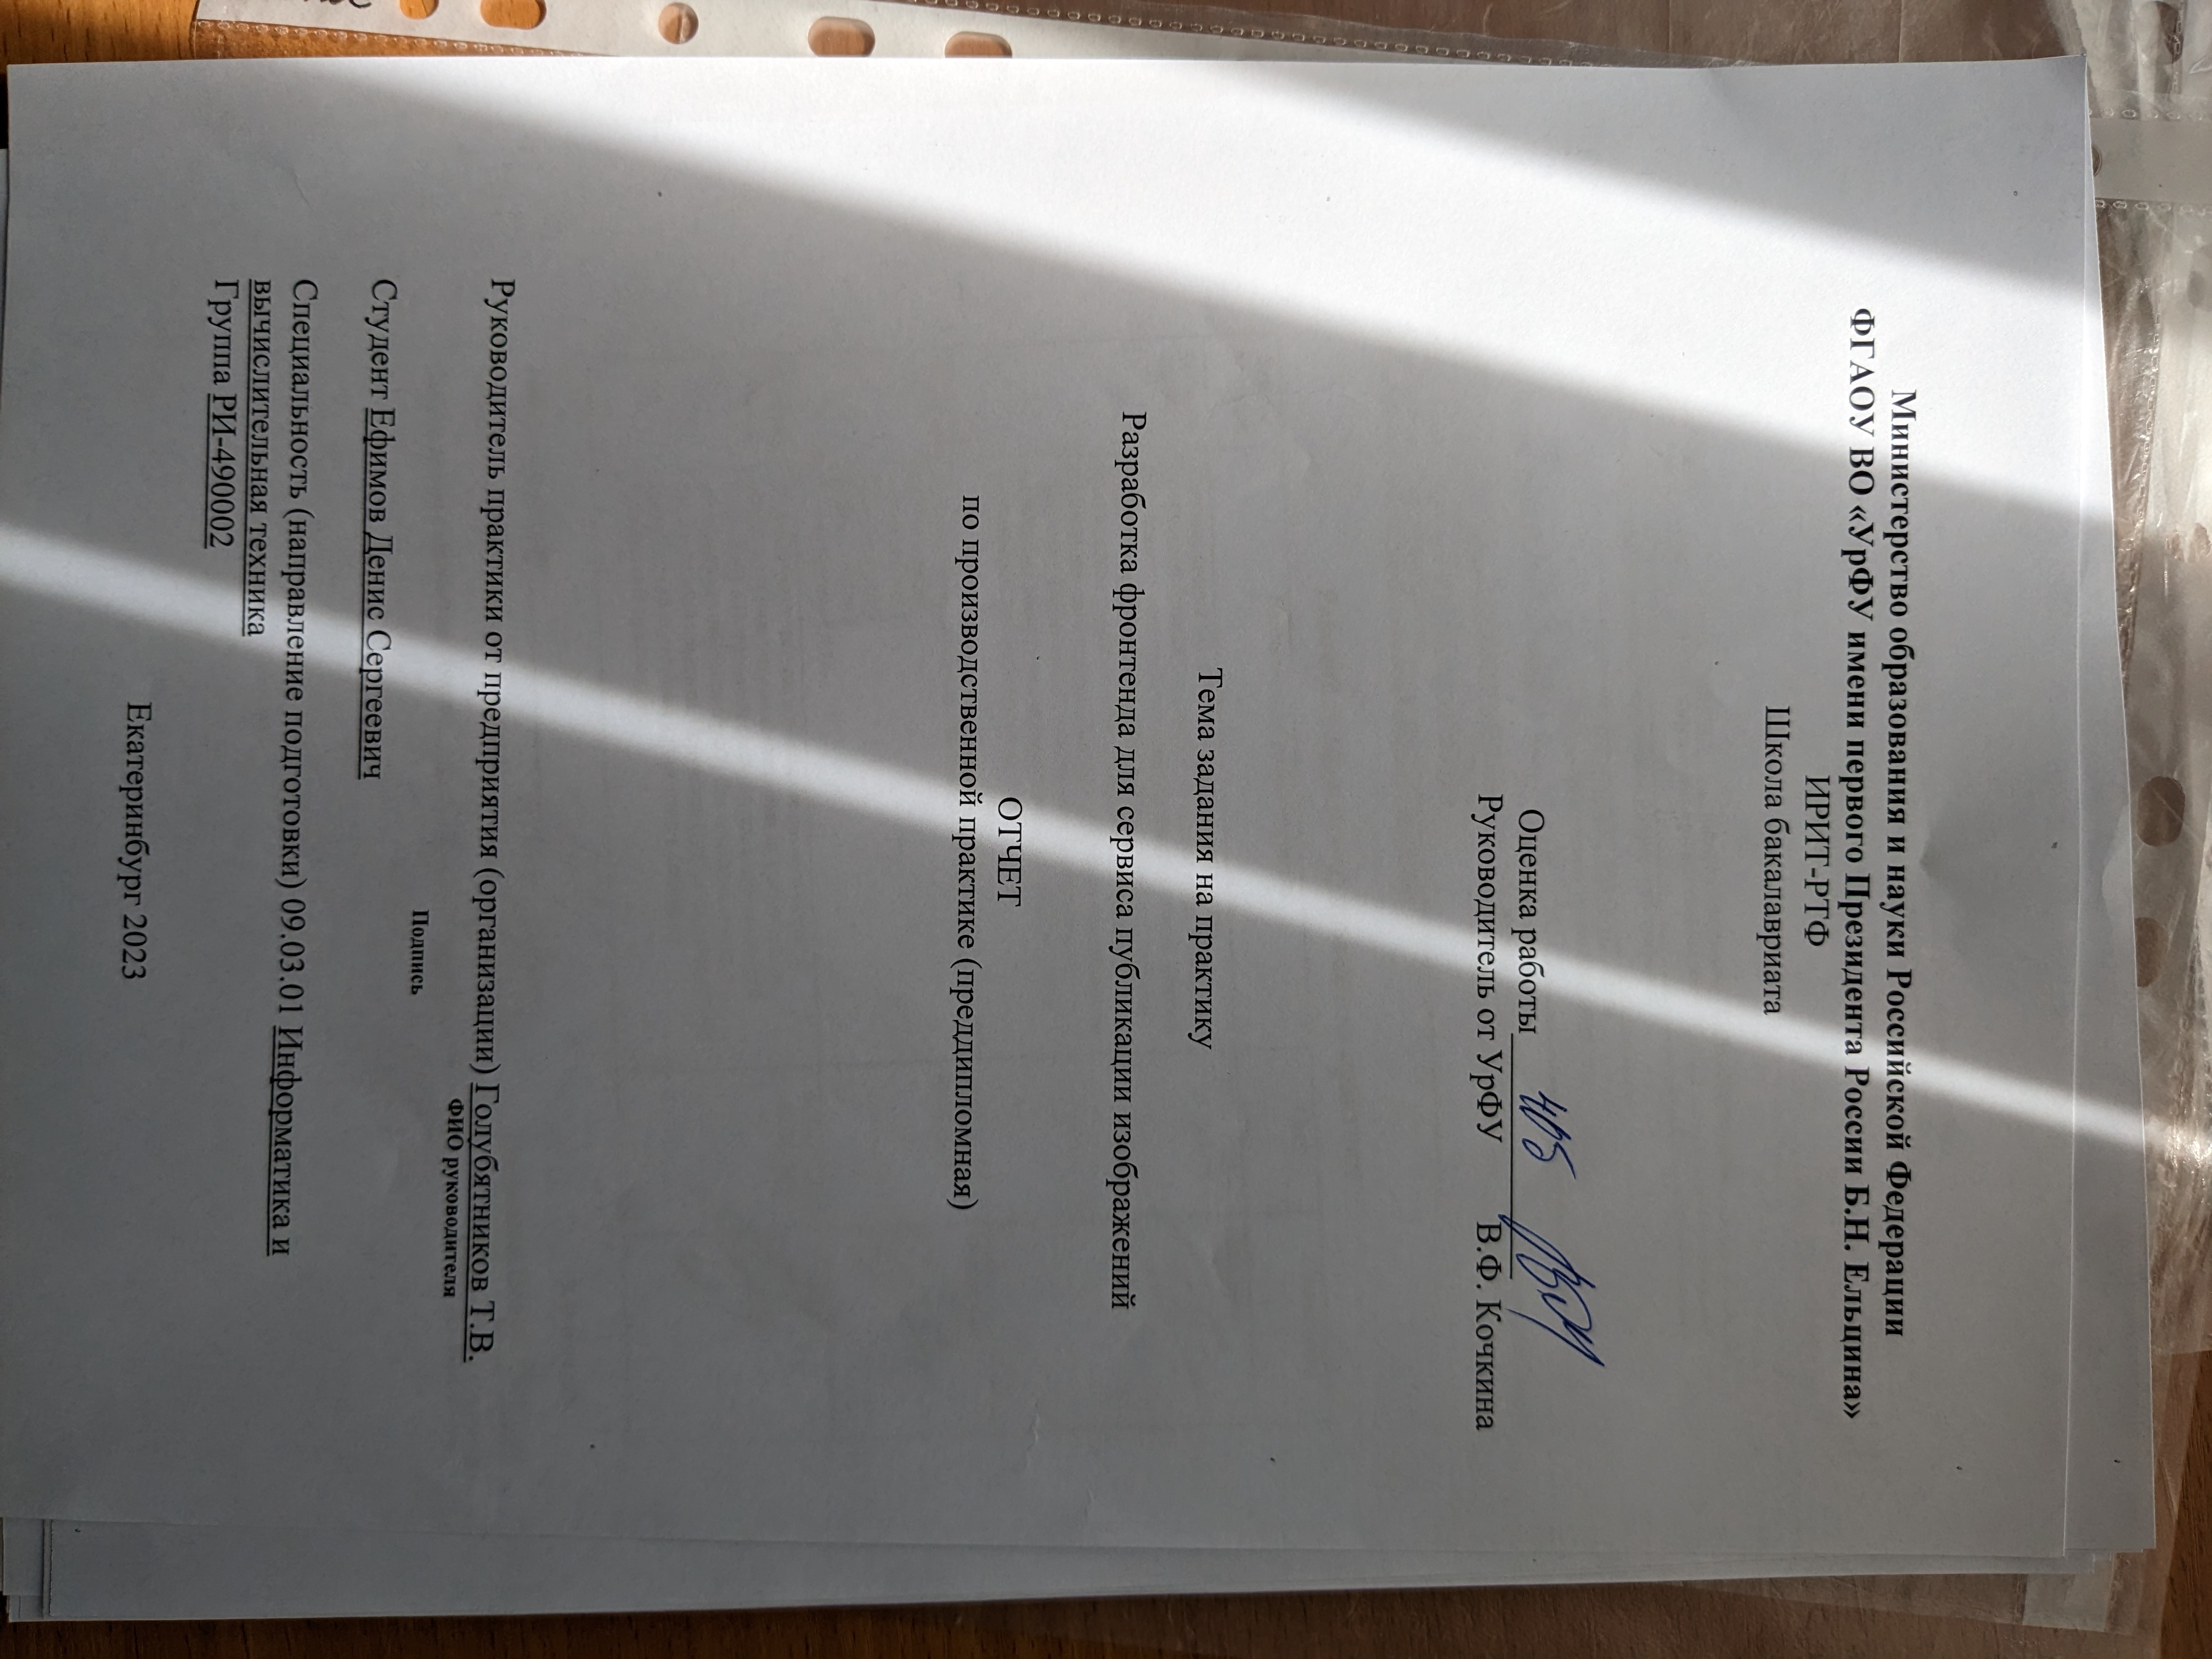 Министерство образования и науки Российской Федерации
ФГАОУ ВО «УрФУ имени первого Президента России Б.Н. Ельцина»
ИРИТ-РТФ
Школа бакалавриата
Оценка работы
Руководитель от УрФУ В.Ф. Кочкина
Тема задания на практику
Разработка фронтенда для сервиса публикации изображений
ОТЧЕТ
по производственной практике (преддипломная)
Руководитель практики от предприятия (организации) Голубятников Т.В.
ФИО руководителя
Подпись
Студент Ефимов Денис Сергеевич
Специальность (направление подготовки) 09.03.01 Информатика и
вычислительная техника
Группа РИ-490002
Екатеринбург 2023